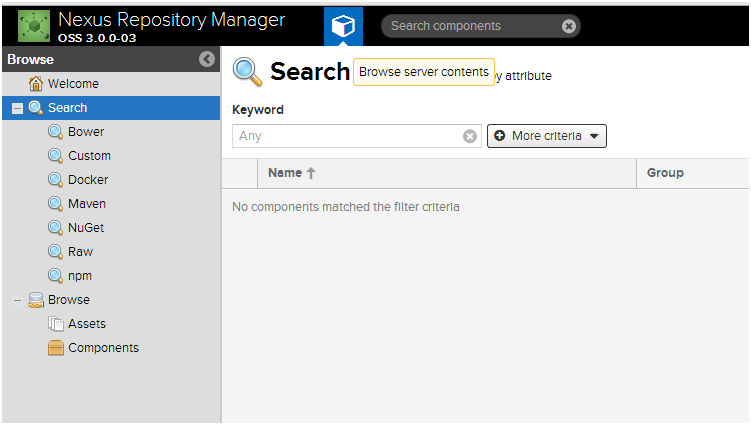 Nexus Repository Manager
OSS 3.0.0-03
Search components
Browse
Welcome
Search
Bower
Custom
Docker
Maven
NuGet
Raw
npm
Browse
Assets
Components
Search Browse server contents y attribute
Keyword
Any
More criteria
Name Group
No components matched the filter criteria